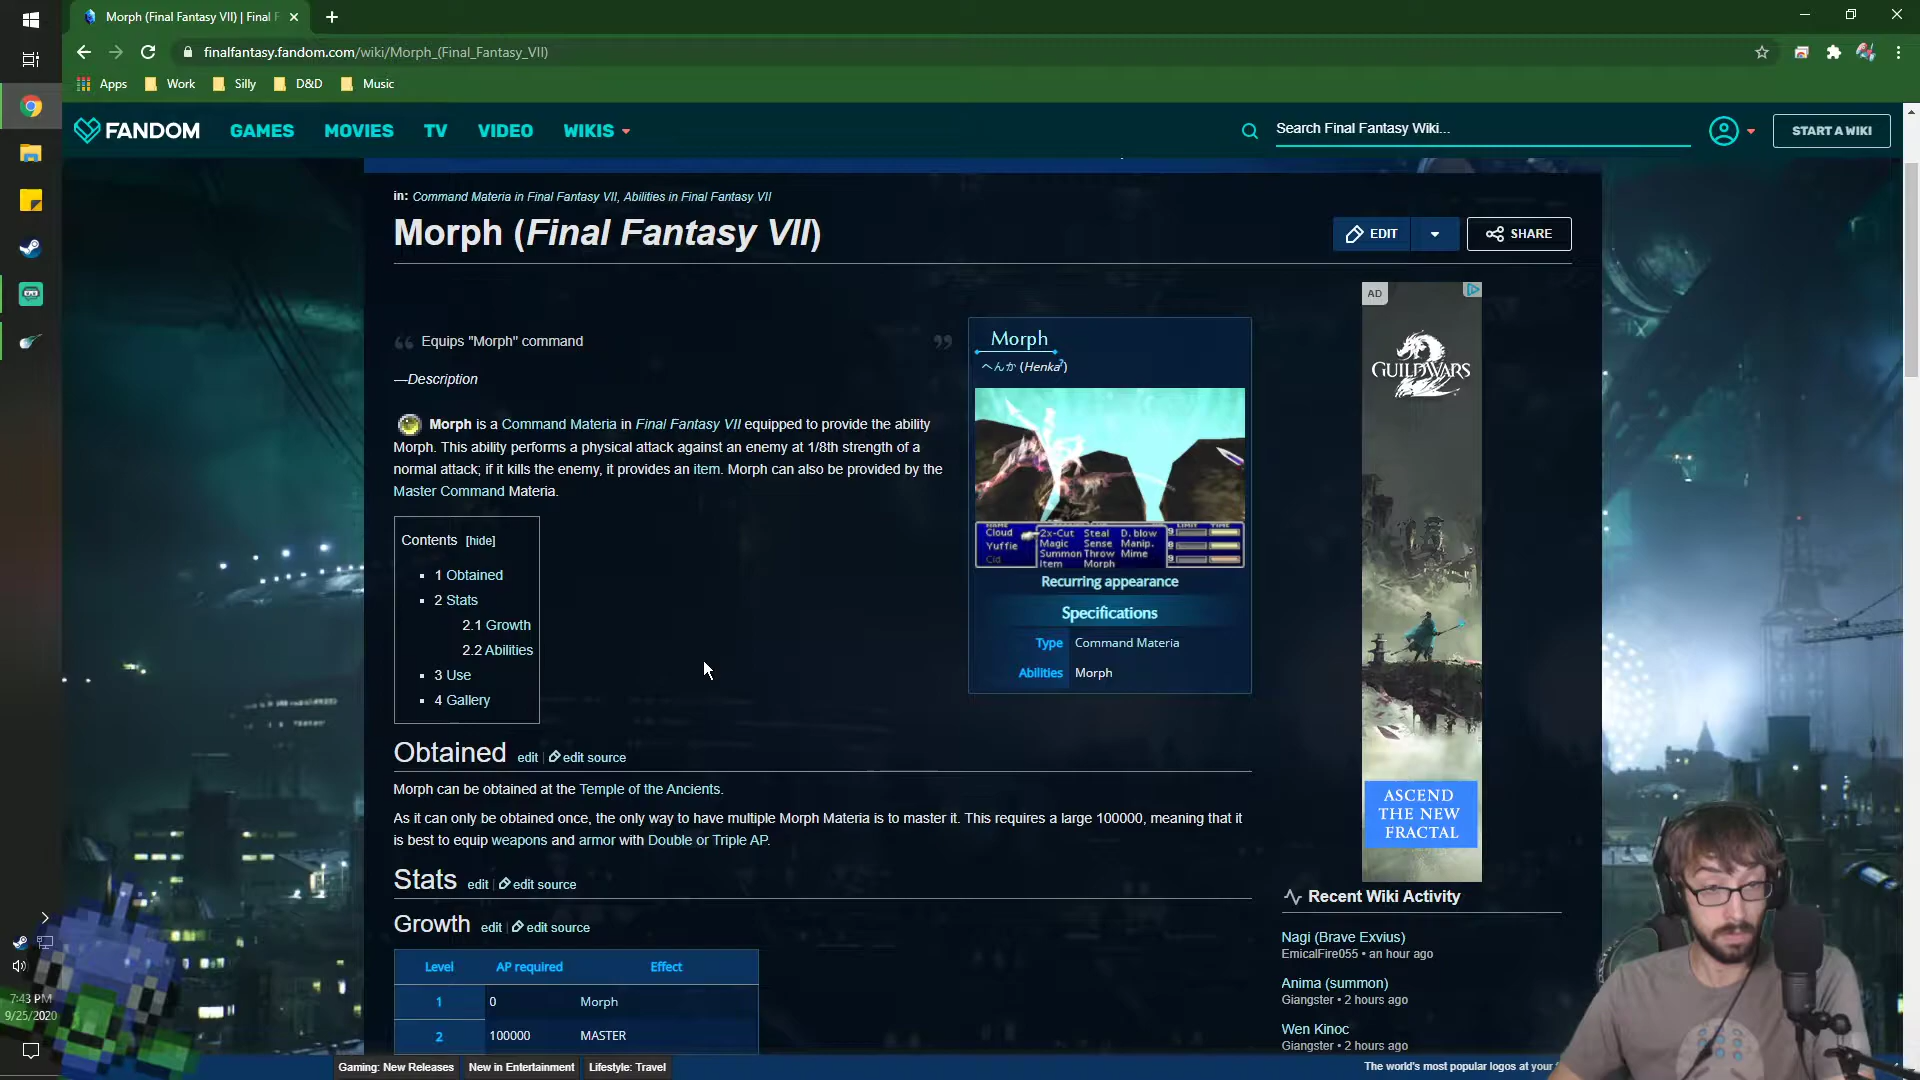 Morph (Final Fantasy VII) | Final F
finalfantasy.fandom.com/wiki/Morph_(Final_Fantasy_VII)
Apps
Work
Silly
D&D
Music
FANDOM
GAMES
MOVIES
TV
VIDEO
WIKIS
Search Final Fantasy Wiki...
START A WIKI
in: Command Materia in Final Fantasy VII, Abilities in Final Fantasy VII
Morph (Final Fantasy VII)
EDIT
SHARE
“ Equips "Morph" command ”
—Description
Morph is a Command Materia in Final Fantasy VII equipped to provide the ability
Morph. This ability performs a physical attack against an enemy at 1/8th strength of a
normal attack; if it kills the enemy, it provides an item. Morph can also be provided by the
Master Command Materia.
Contents [hide]
1 Obtained
2 Stats
2.1 Growth
2.2 Abilities
3 Use
4 Gallery
Morph
へんか (Henka?)
NAME
LIMIT
TIME
Cloud
Yuffie
Cid
2x-Cut Steal D.blow
Magic Sense Manip.
Summon Throw Mime
Item Morph
Recurring appearance
Specifications
Type Command Materia
Abilities Morph
Obtained edit | edit source
Morph can be obtained at the Temple of the Ancients.
As it can only be obtained once, the only way to have multiple Morph Materia is to master it. This requires a large 100000, meaning that it
is best to equip weapons and armor with Double or Triple AP.
Stats edit | edit source
Growth edit | edit source
Level AP required Effect
1 0 Morph
2 100000 MASTER
AD
GUILD WARS
2
ASCEND
THE NEW
FRACTAL
Recent Wiki Activity
Nagi (Brave Exvius)
EmicalFire055 • an hour ago
Anima (summon)
Giangster • 2 hours ago
Wen Kinoc
Giangster • 2 hours ago
7:43 PM
9/25/2020
Gaming: New Releases
New in Entertainment
Lifestyle: Travel
The world's most popular logos at your